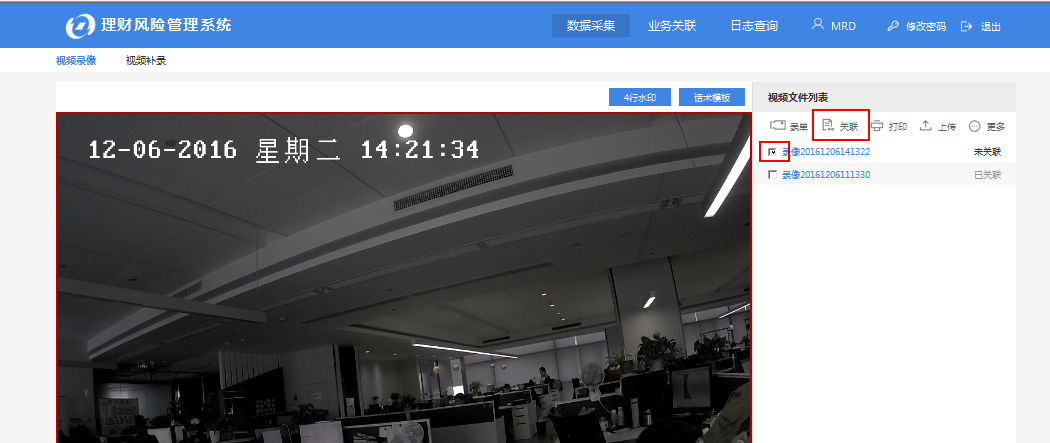 理财风险管理系统
数据采集 业务关联 日志查询 MRD 修改密码 退出
视频录像 视频补录
4行水印 话术模板
12-06-2016 星期二 14:21:34
视频文件列表
录单 关联 打印 上传 更多
录像20161206141322 未关联
录像20161206111330 已关联